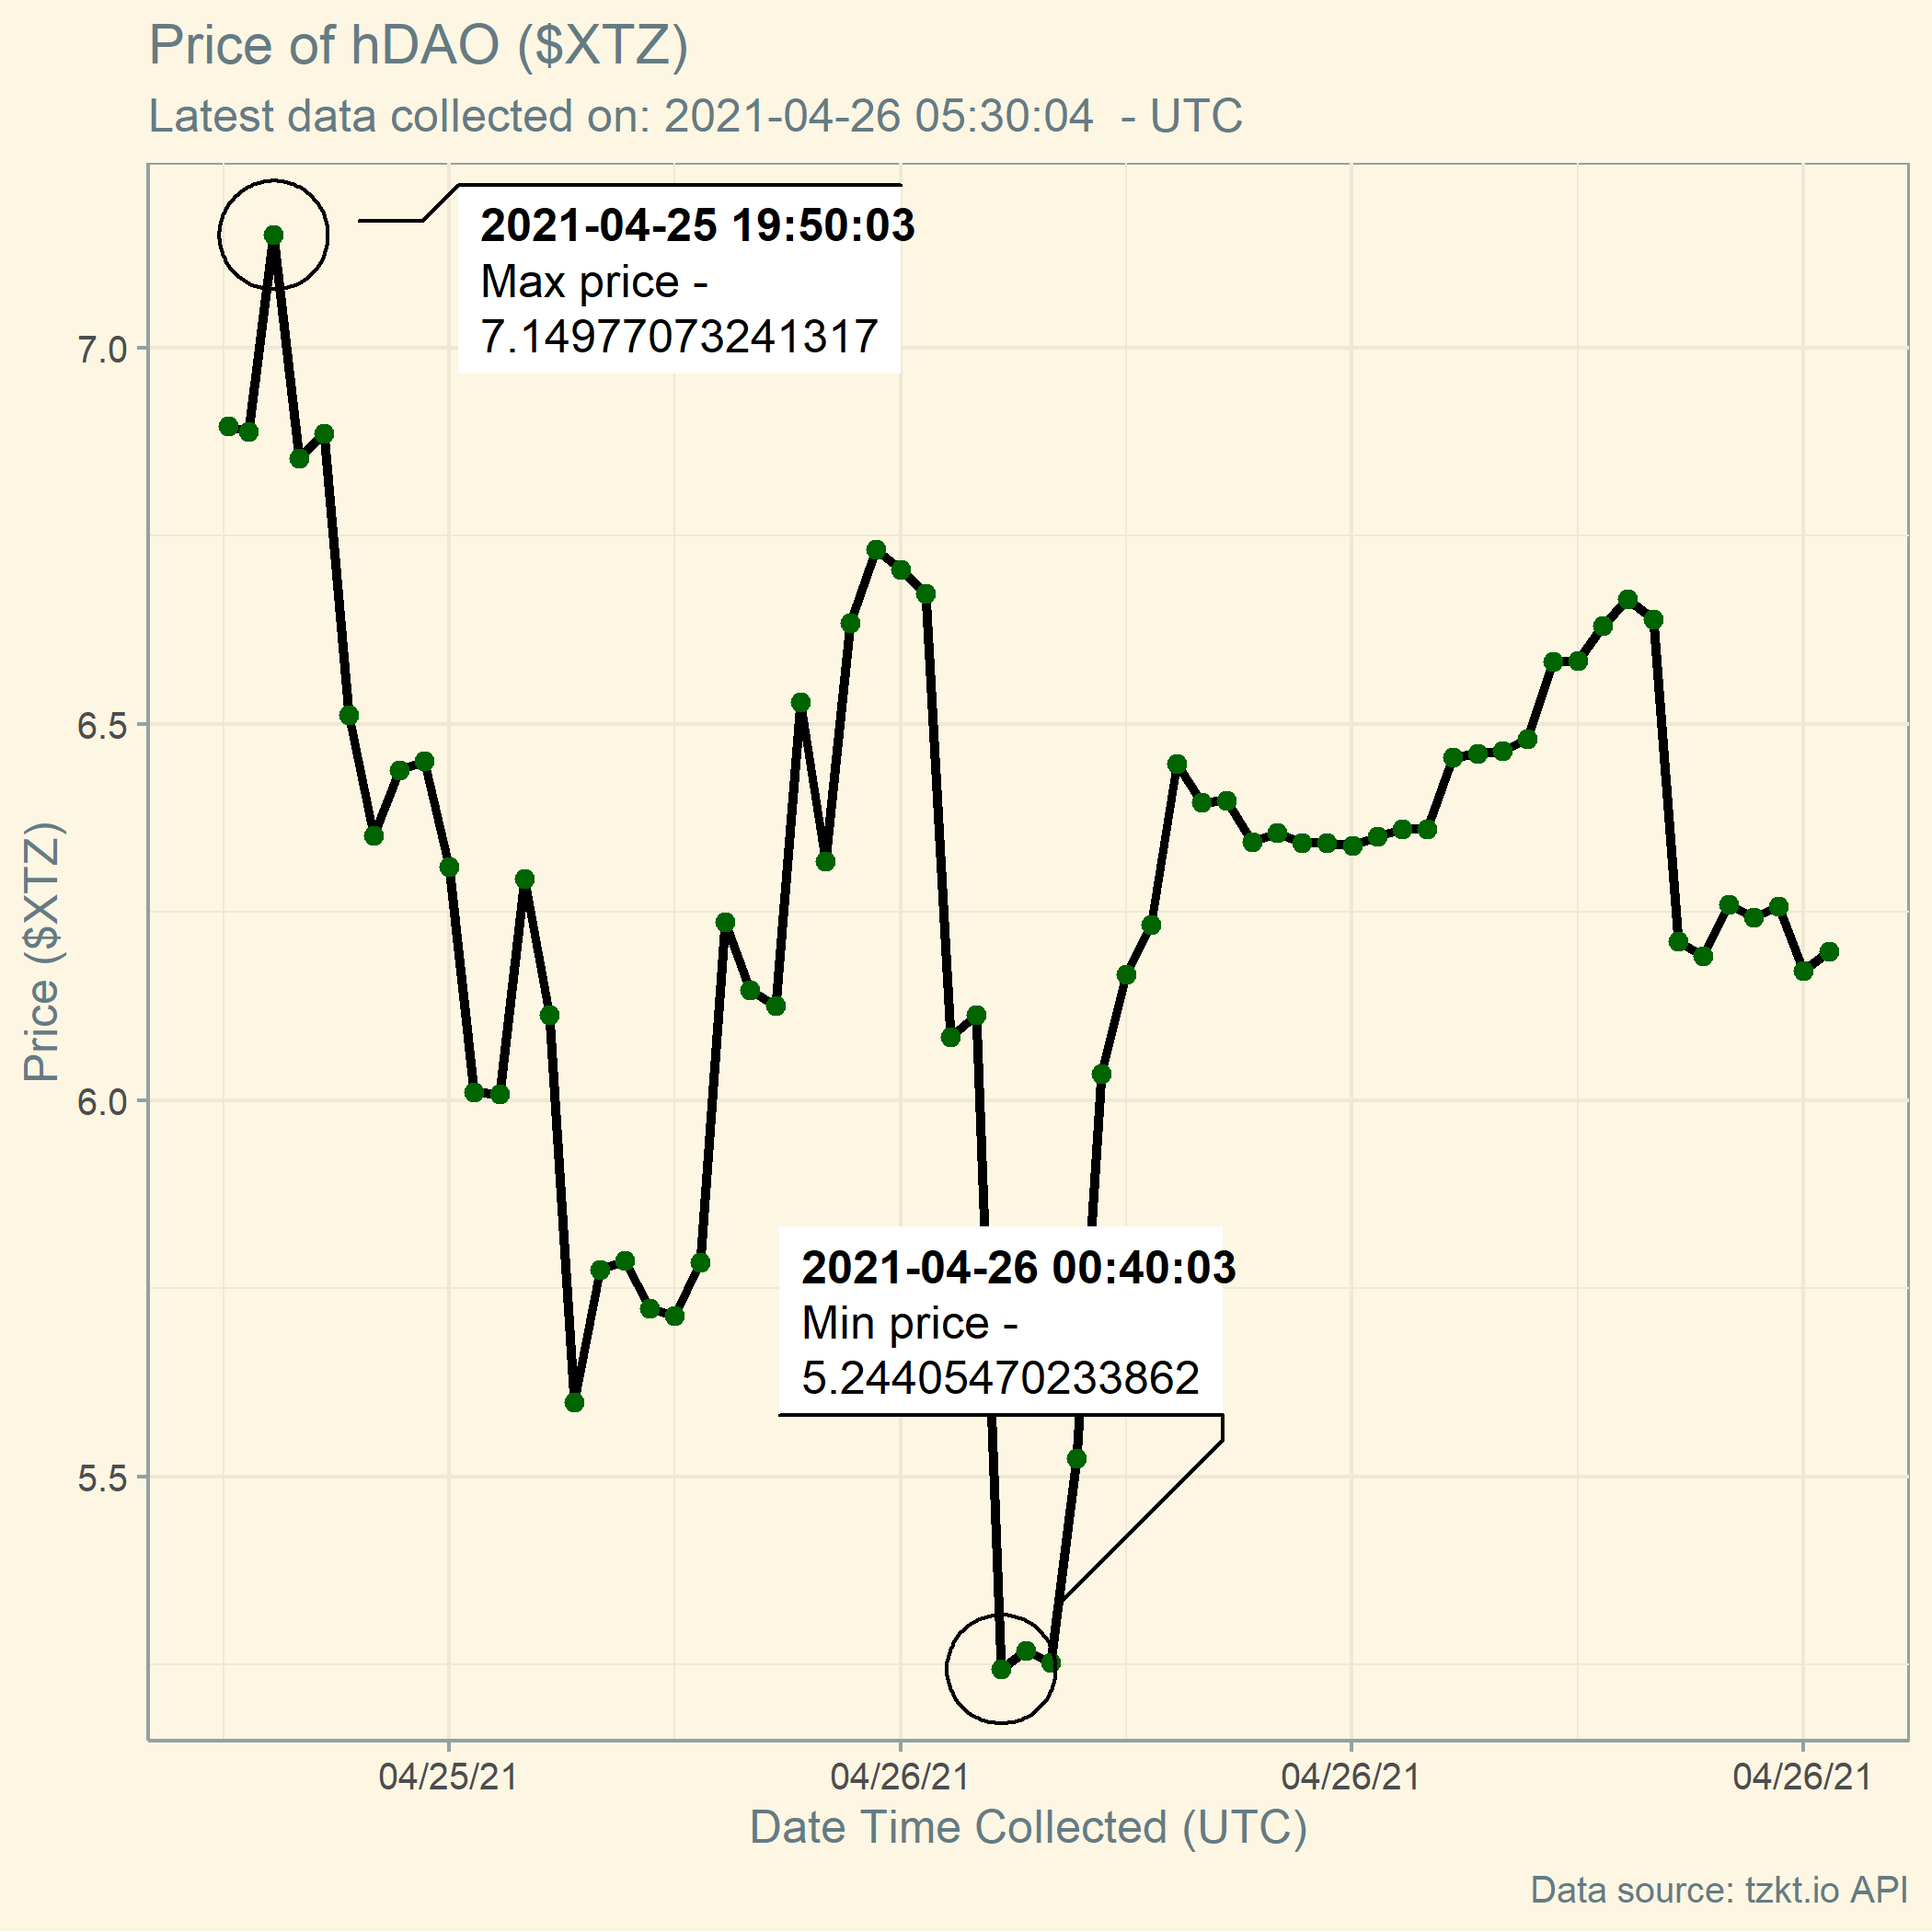 Price of hDAO ($XTZ)
Latest data collected on: 2021-04-26 05:30:04  - UTC
2021-04-25 19:50:03
Max price -
7.14977073241317
7.0
6.5
6.0
5.5
Price ($XTZ)
2021-04-26 00:40:03
Min price -
5.24405470233862
04/25/21
04/26/21
04/26/21
04/26/21
Date Time Collected (UTC)
Data source: tzkt.io API